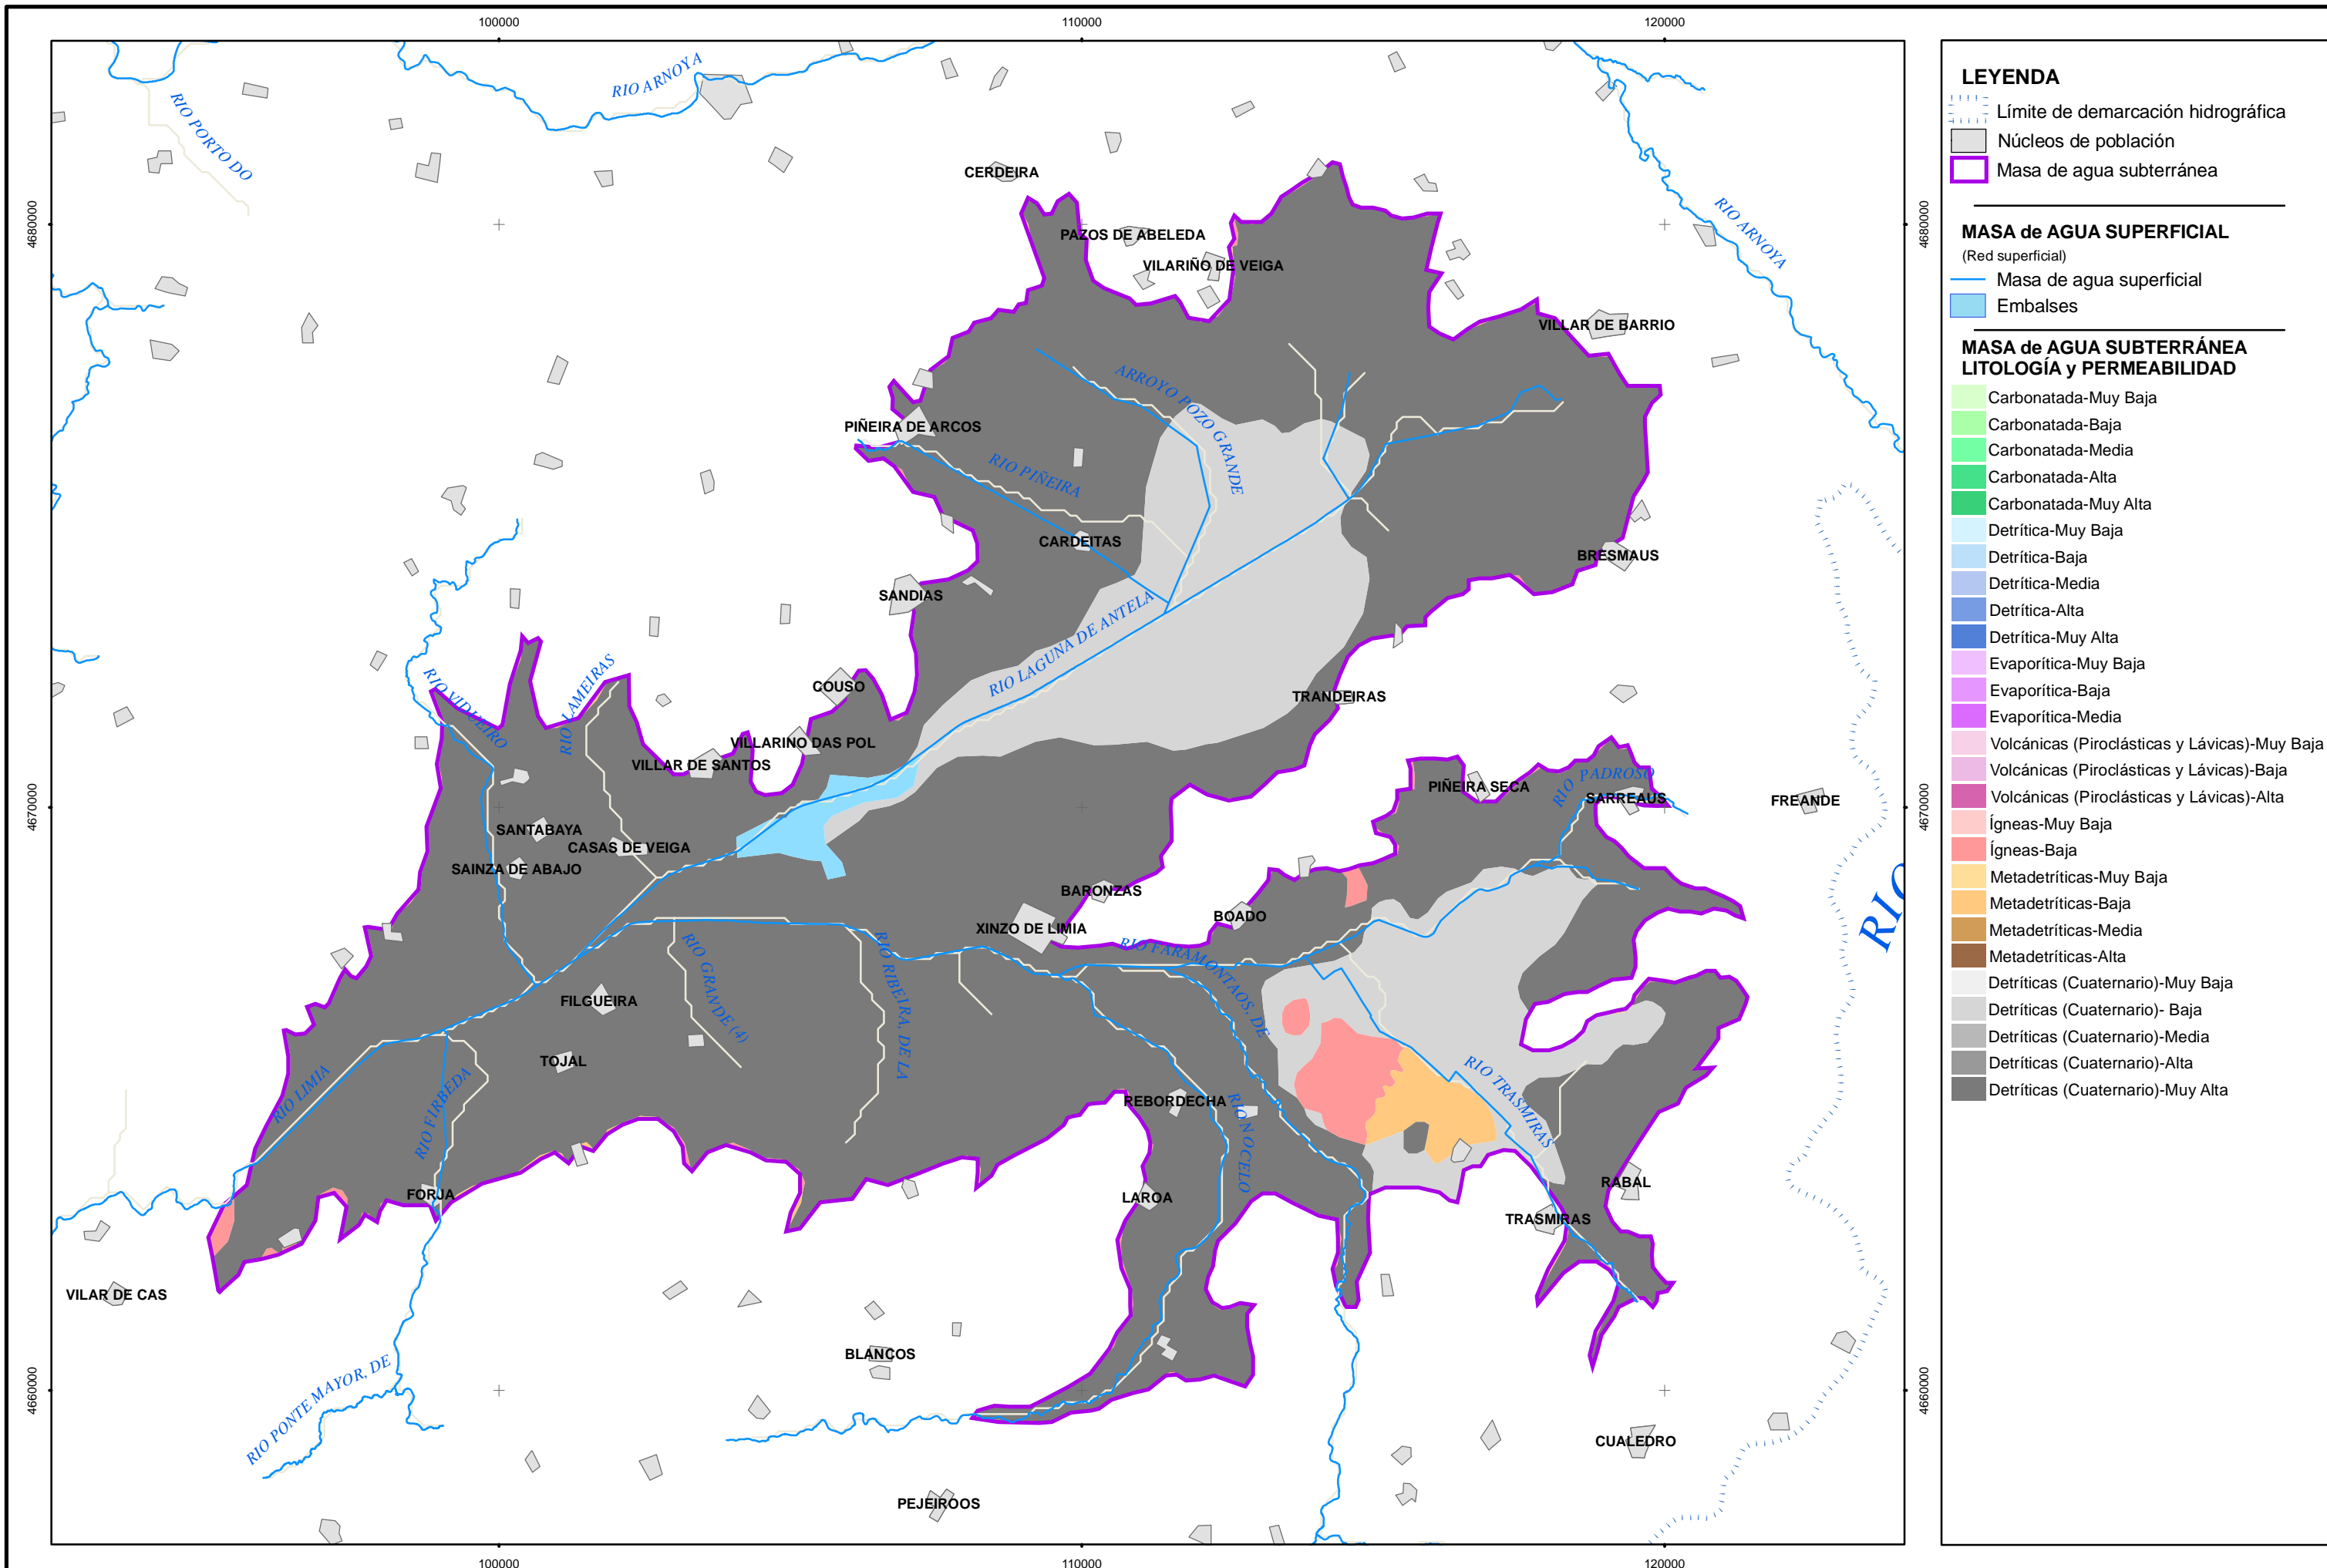 100000
110000
120000
4680000
4680000
RIO ARNOYA
RIO PORTO DO
CERDEIRA
RIO ARNOYA
PAZOS DE ABELEDA
VILARIÑO DE VEIGA
VILLAR DE BARRIO
ARROYO POZO GRANDE
PIÑEIRA DE ARCOS
RIO PIÑEIRA
CARDEITAS
BRESMAUS
SANDIAS
RIO LAGUNA DE ANTELA
RIO VIDUEIRO
RIO LAMEIRAS
COUSO
TRANDEIRAS
VILLARINO DAS POL
VILLAR DE SANTOS
PIÑEIRA SECA
RIO PADROSO
SARREAUS
FREANDE
4670000
4670000
SANTABAYA
CASAS DE VEIGA
SAINZA DE ABAJO
BARONZAS
BOADO
XINZO DE LIMIA
RIO
RIO GRANDE (4)
RIO RIBEIRA, DE LA
RIO FARAMONTAOS, DE
FILGUEIRA
TOJAL
RIO LIMIA
RIO FIRBEDA
REBORDECHA
RIO NOCELO
RIO TRASMIRAS
FORJA
LAROA
RABAL
TRASMIRAS
VILAR DE CAS
BLANCOS
RIO PONTE MAYOR, DE
4660000
4660000
CUALEDRO
PEJEIROOS
100000
110000
120000
LEYENDA
Límite de demarcación hidrográfica
Núcleos de población
Masa de agua subterránea
MASA de AGUA SUPERFICIAL
(Red superficial)
Masa de agua superficial
Embalses
MASA de AGUA SUBTERRÁNEA
LITOLOGÍA y PERMEABILIDAD
Carbonatada-Muy Baja
Carbonatada-Baja
Carbonatada-Media
Carbonatada-Alta
Carbonatada-Muy Alta
Detrítica-Muy Baja
Detrítica-Baja
Detrítica-Media
Detrítica-Alta
Detrítica-Muy Alta
Evaporítica-Muy Baja
Evaporítica-Baja
Evaporítica-Media
Volcánicas (Piroclásticas y Lávicas)-Muy Baja
Volcánicas (Piroclásticas y Lávicas)-Baja
Volcánicas (Piroclásticas y Lávicas)-Alta
Ígneas-Muy Baja
Ígneas-Baja
Metadetríticas-Muy Baja
Metadetríticas-Baja
Metadetríticas-Media
Metadetríticas-Alta
Detríticas (Cuaternario)-Muy Baja
Detríticas (Cuaternario)- Baja
Detríticas (Cuaternario)-Media
Detríticas (Cuaternario)-Alta
Detríticas (Cuaternario)-Muy Alta